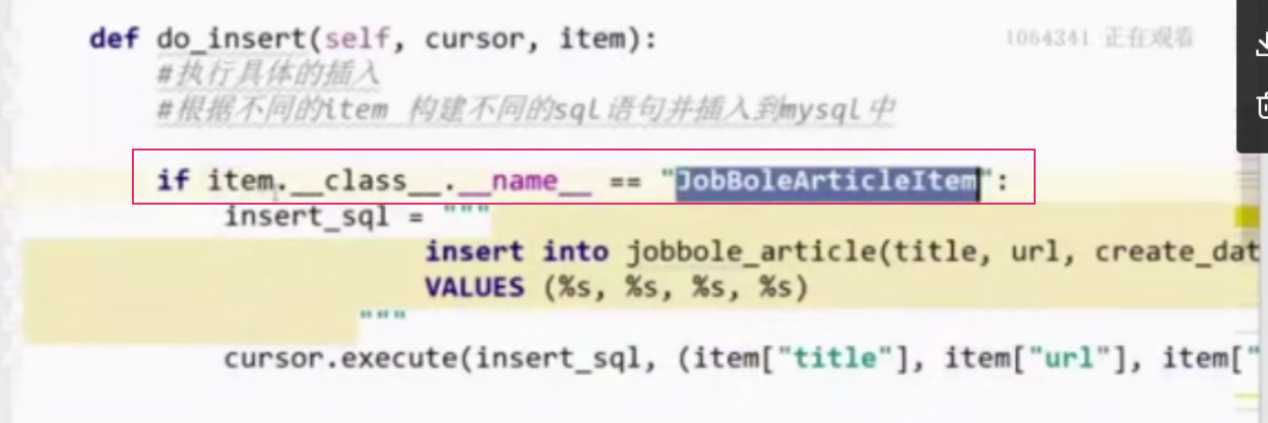 def do_insert(self, cursor, item):
1064341 正在观看
#执行具体的插入
#根据不同的item 构建不同的sql语句并插入到mysql中
if item.__class__.__name__ == "JobBoleArticleItem":
insert_sql = """
insert into jobbole_article(title, url, create_dat
VALUES (%s, %s, %s, %s)
"""
cursor.execute(insert_sql, (item["title"], item["url"], item["